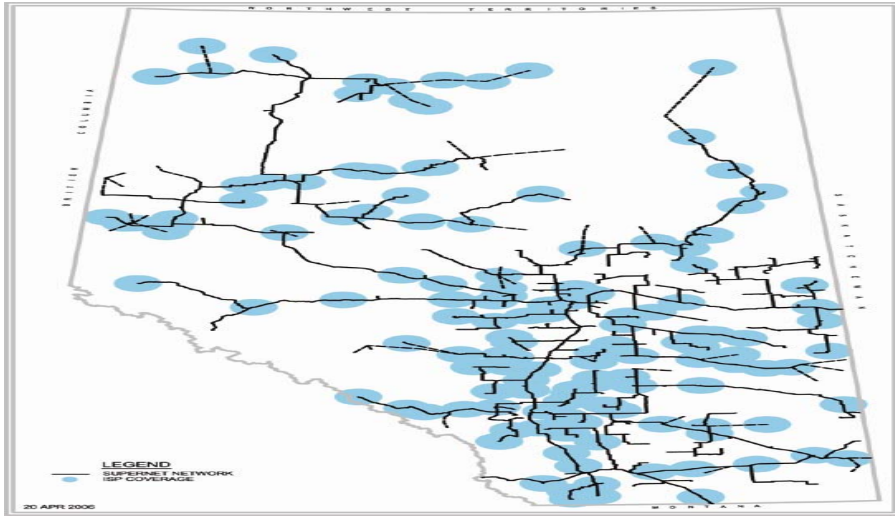 NORTHWEST TERRITORIES
BRITISH COLUMBIA
SASKATCHEWAN
LEGEND
SUPERNET NETWORK
ISP COVERAGE
MONTANA
20 APR 2006